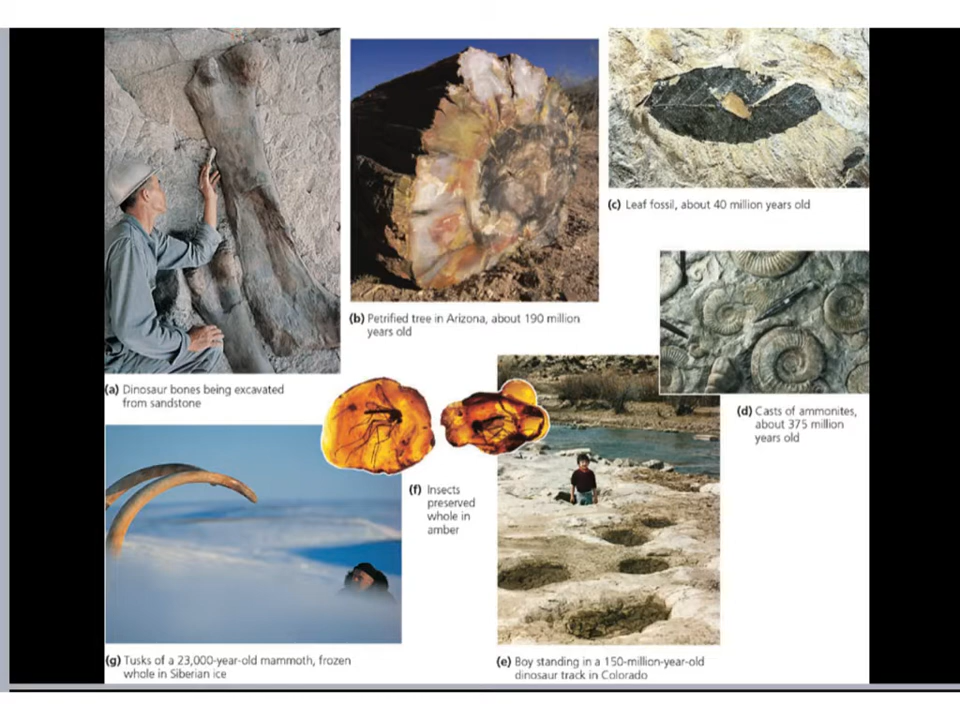 (a) Dinosaur bones being excavated
from sandstone
(b) Petrified tree in Arizona, about 190 million
years old
(c) Leaf fossil, about 40 million years old
(d) Casts of ammonites,
about 375 million
years old
(f) Insects
preserved
whole in
amber
(g) Tusks of a 23,000-year-old mammoth, frozen
whole in Siberian ice
(e) Boy standing in a 150-million-year-old
dinosaur track in Colorado